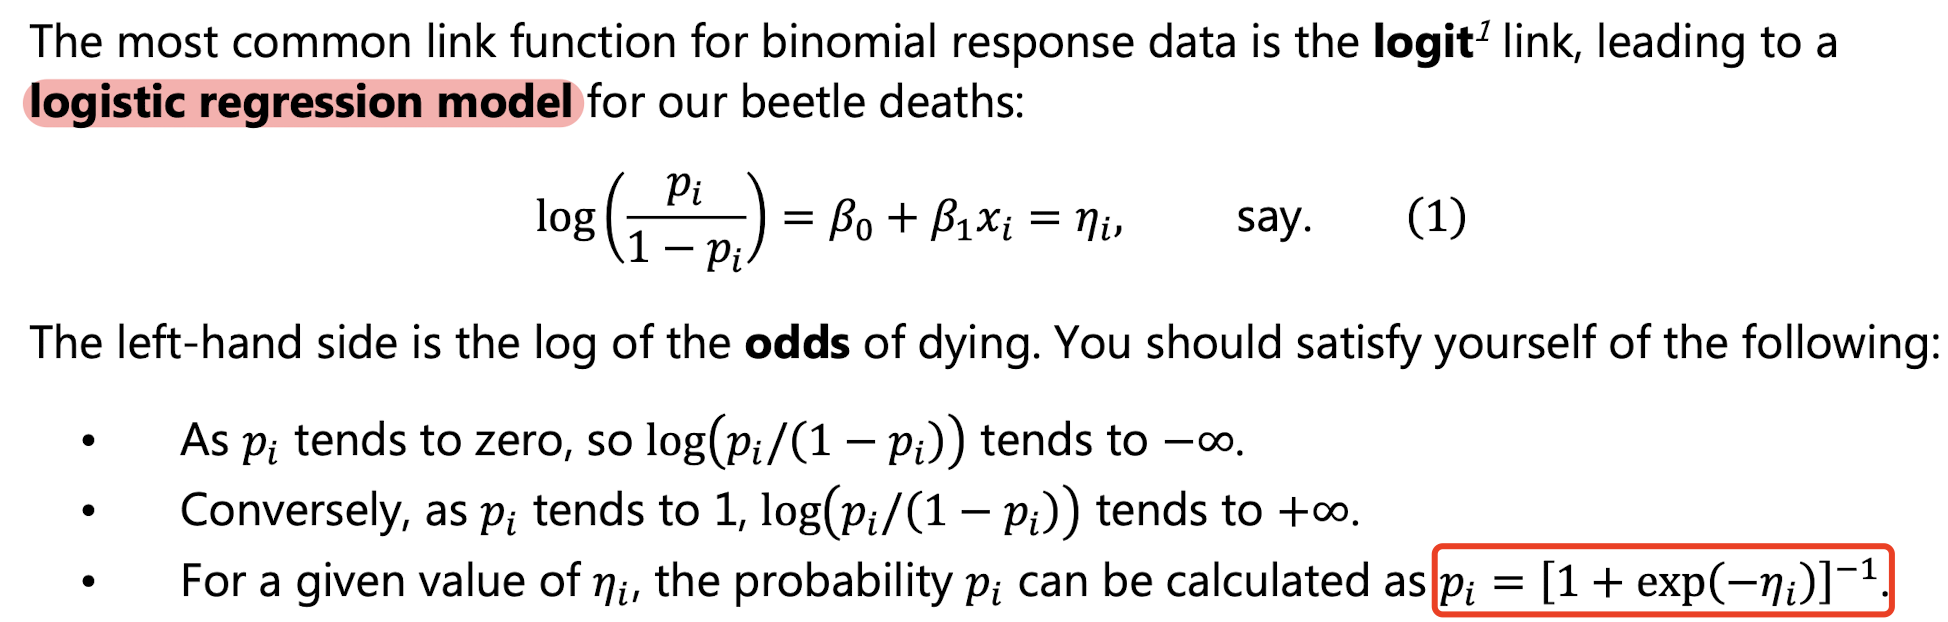 The most common link function for binomial response data is the logit¹ link, leading to a
logistic regression model for our beetle deaths:
log(pᵢ/(1 − pᵢ)) = β₀ + β₁xᵢ = ηᵢ, say. (1)
The left-hand side is the log of the odds of dying. You should satisfy yourself of the following:
• As pᵢ tends to zero, so log(pᵢ/(1 − pᵢ)) tends to −∞.
• Conversely, as pᵢ tends to 1, log(pᵢ/(1 − pᵢ)) tends to +∞.
• For a given value of ηᵢ, the probability pᵢ can be calculated as pᵢ = [1 + exp(−ηᵢ)]⁻¹.